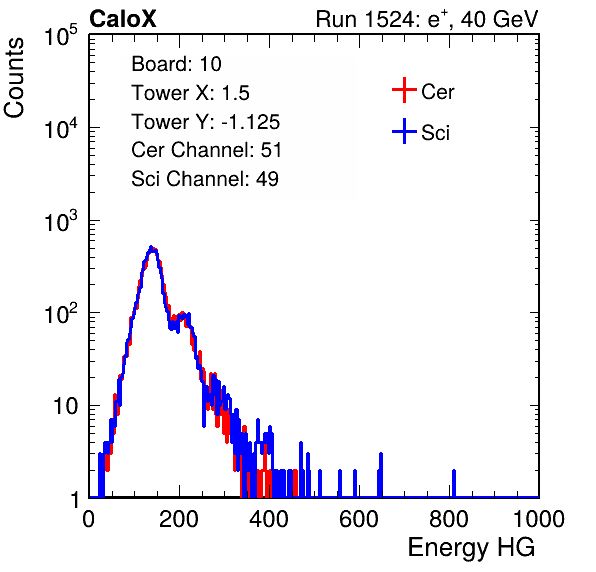 CaloX Run 1524: e⁺, 40 GeV
Counts
Board: 10
Tower X: 1.5
Tower Y: -1.125
Cer Channel: 51
Sci Channel: 49
Cer
Sci
10⁵
10⁴
10³
10²
10
1
0 200 400 600 800 1000
Energy HG